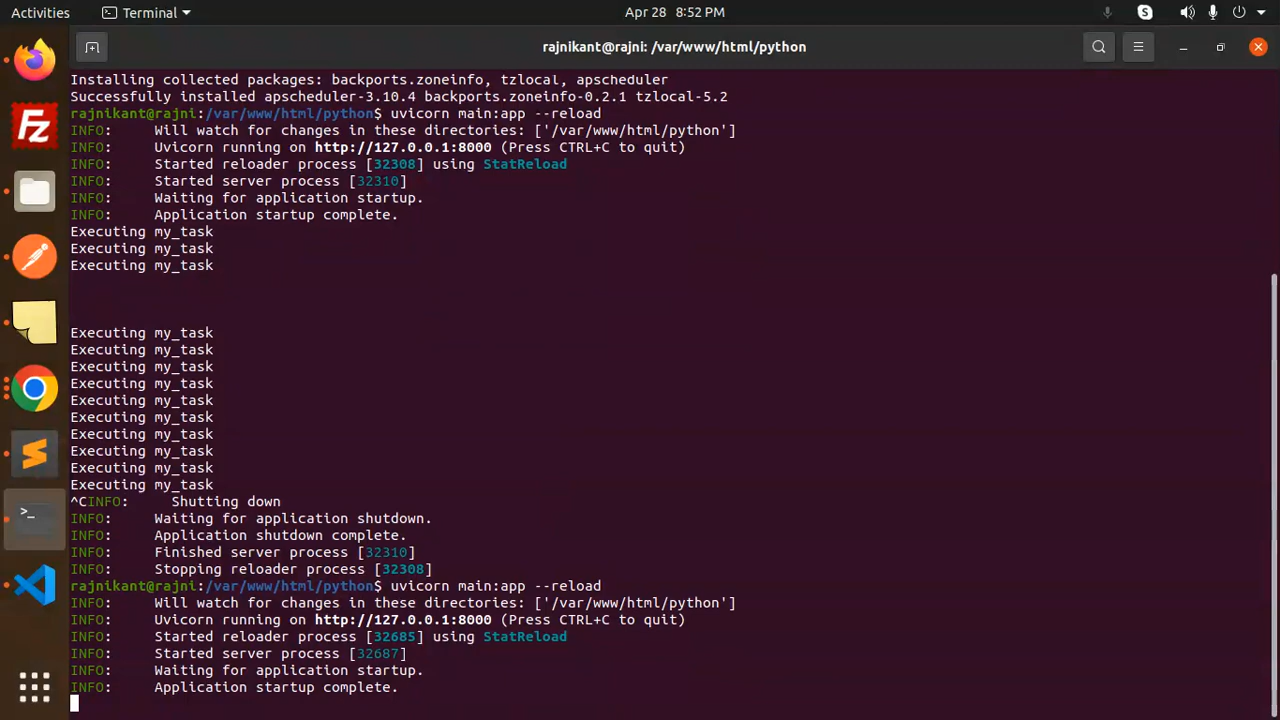 Activities
Terminal
Apr 28 8:52 PM
rajnikant@rajni: /var/www/html/python
Installing collected packages: backports.zoneinfo, tzlocal, apscheduler
Successfully installed apscheduler-3.10.4 backports.zoneinfo-0.2.1 tzlocal-5.2
rajnikant@rajni:/var/www/html/python$ uvicorn main:app --reload
INFO:     Will watch for changes in these directories: ['/var/www/html/python']
INFO:     Uvicorn running on http://127.0.0.1:8000 (Press CTRL+C to quit)
INFO:     Started reloader process [32308] using StatReload
INFO:     Started server process [32310]
INFO:     Waiting for application startup.
INFO:     Application startup complete.
Executing my_task
Executing my_task
Executing my_task
Executing my_task
Executing my_task
Executing my_task
Executing my_task
Executing my_task
Executing my_task
Executing my_task
Executing my_task
Executing my_task
Executing my_task
^CINFO:     Shutting down
INFO:     Waiting for application shutdown.
INFO:     Application shutdown complete.
INFO:     Finished server process [32310]
INFO:     Stopping reloader process [32308]
rajnikant@rajni:/var/www/html/python$ uvicorn main:app --reload
INFO:     Will watch for changes in these directories: ['/var/www/html/python']
INFO:     Uvicorn running on http://127.0.0.1:8000 (Press CTRL+C to quit)
INFO:     Started reloader process [32685] using StatReload
INFO:     Started server process [32687]
INFO:     Waiting for application startup.
INFO:     Application startup complete.